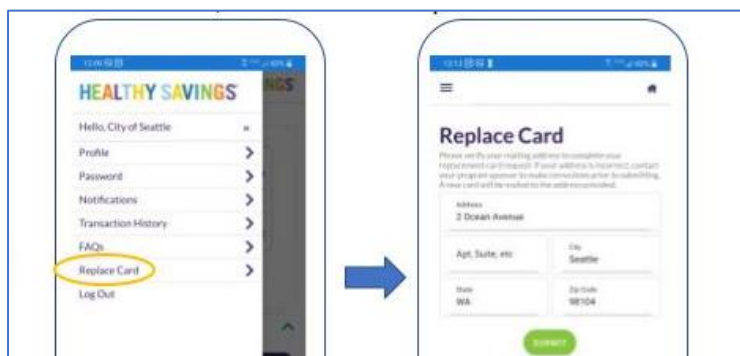 HEALTHY SAVINGS
NGS
Hello, City of Seattle
Profile
Password
Notifications
Transaction History
FAQs
Replace Card
Log Out
Replace Card
Please verify your mailing address to complete your
replacement card request. If your address is incorrect, contact
your program sponsor to make corrections prior to submitting.
A new card will be mailed to the address provided.
Address
2 Ocean Avenue
Apt, Suite, etc
City
Seattle
State
WA
Zip Code
98104
SUBMIT